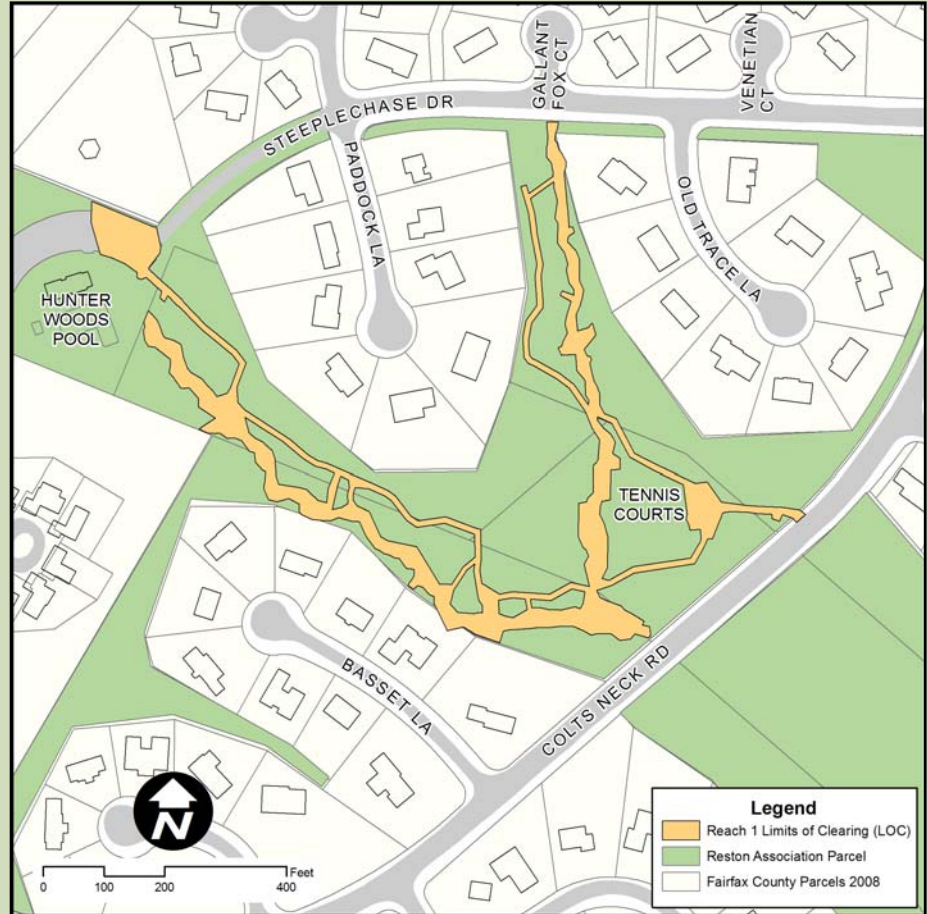 GALLANT
FOX CT
VENETIAN
CT
STEEPLECHASE DR
PADDOCK LA
OLD TRACE LA
HUNTER
WOODS
POOL
TENNIS
COURTS
BASSET LA
COLTS NECK RD
N
Feet
0 100 200 400
Legend
Reach 1 Limits of Clearing (LOC)
Reston Association Parcel
Fairfax County Parcels 2008